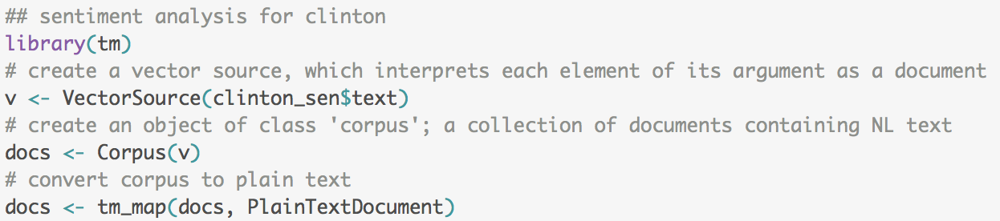 ## sentiment analysis for clinton
library(tm)
# create a vector source, which interprets each element of its argument as a document
v <- VectorSource(clinton_sen$text)
# create an object of class 'corpus'; a collection of documents containing NL text
docs <- Corpus(v)
# convert corpus to plain text
docs <- tm_map(docs, PlainTextDocument)